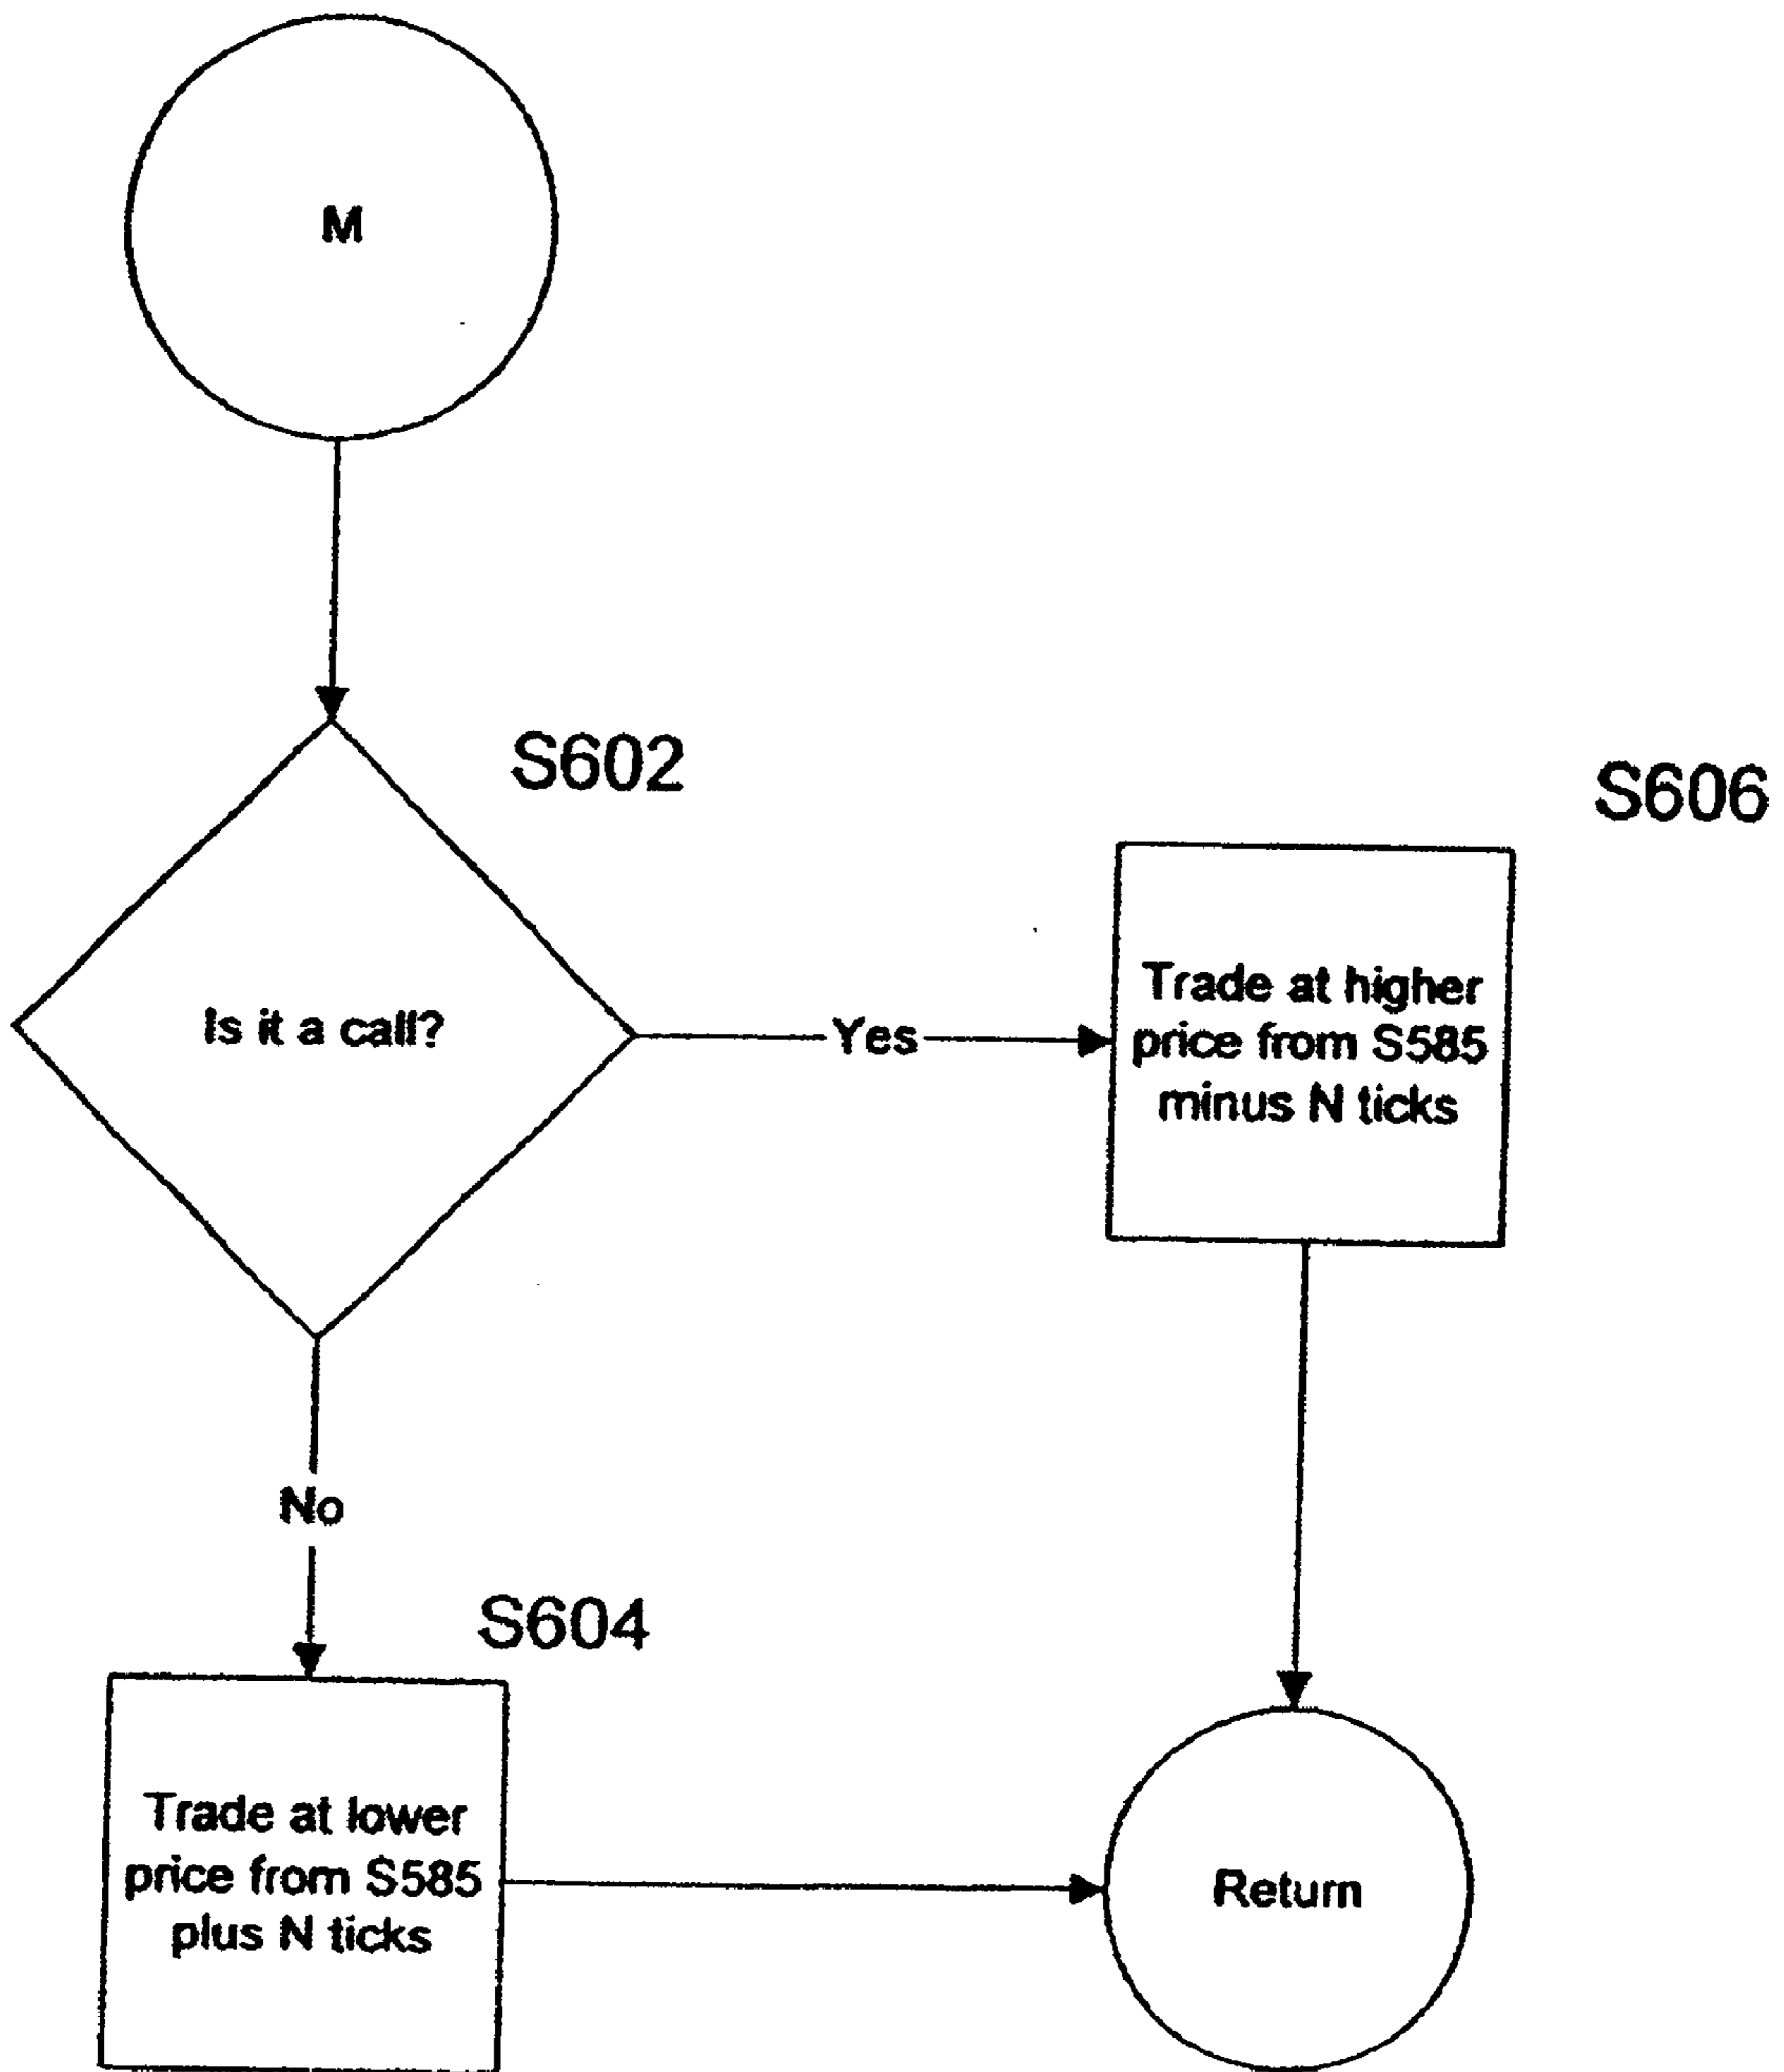 M
S602
S606
Is it a call?
Yes
Trade at higher
price from S585
minus N ticks
No
S604
Trade at lower
price from S585
plus N ticks
Return